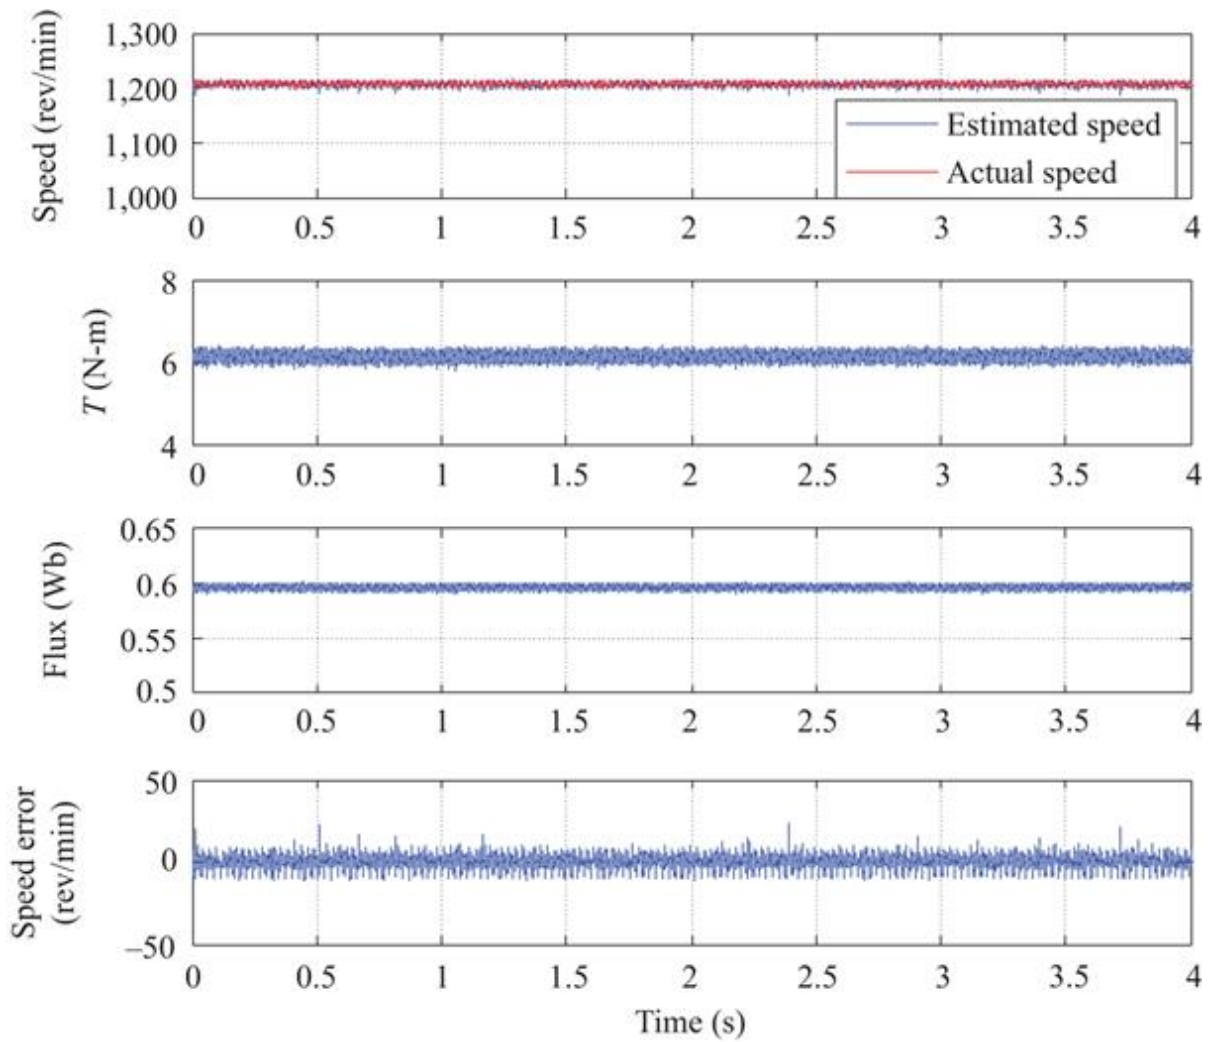 Speed (rev/min)
1,300
1,200
1,100
1,000
Estimated speed
Actual speed
0 0.5 1 1.5 2 2.5 3 3.5 4
T (N-m)
8
6
4
0 0.5 1 1.5 2 2.5 3 3.5 4
Flux (Wb)
0.65
0.6
0.55
0.5
0 0.5 1 1.5 2 2.5 3 3.5 4
Speed error
(rev/min)
50
0
–50
0 0.5 1 1.5 2 2.5 3 3.5 4
Time (s)